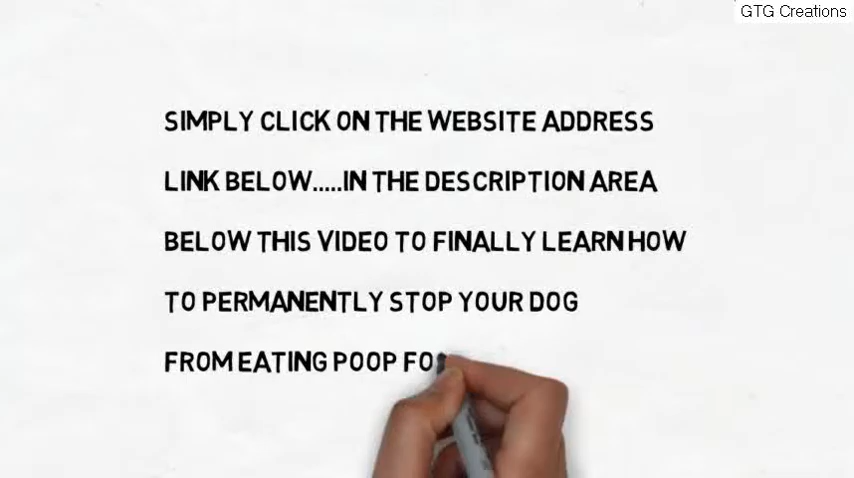 GTG Creations
SIMPLY CLICK ON THE WEBSITE ADDRESS
LINK BELOW.....IN THE DESCRIPTION AREA
BELOW THIS VIDEO TO FINALLY LEARN HOW
TO PERMANENTLY STOP YOUR DOG
FROM EATING POOP FO